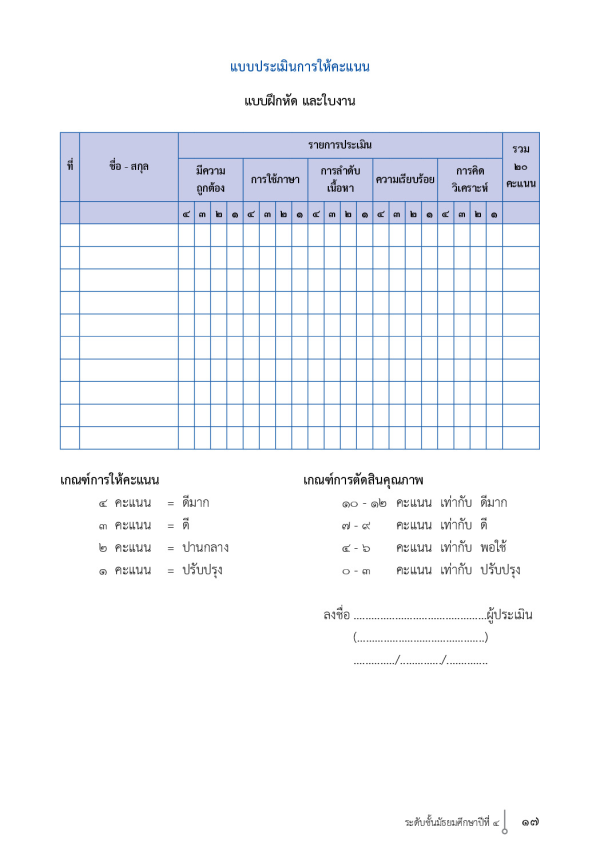 แบบประเมินการให้คะแนน
แบบฝึกหัด และใบงาน
ที่ ชื่อ - สกุล รายการประเมิน รวม ๒๐ คะแนน
มีความถูกต้อง การใช้ภาษา การลำดับเนื้อหา ความเรียบร้อย การคิดวิเคราะห์
๔ ๓ ๒ ๑ ๔ ๓ ๒ ๑ ๔ ๓ ๒ ๑ ๔ ๓ ๒ ๑ ๔ ๓ ๒ ๑
เกณฑ์การให้คะแนน
๔ คะแนน = ดีมาก
๓ คะแนน = ดี
๒ คะแนน = ปานกลาง
๑ คะแนน = ปรับปรุง
เกณฑ์การตัดสินคุณภาพ
๑๐ - ๑๒ คะแนน เท่ากับ ดีมาก
๗ - ๙ คะแนน เท่ากับ ดี
๔ - ๖ คะแนน เท่ากับ พอใช้
๐ - ๓ คะแนน เท่ากับ ปรับปรุง
ลงชื่อ .............................................ผู้ประเมิน
(...........................................)
............../............../..............
ระดับชั้นมัธยมศึกษาปีที่ ๔ ๑๗